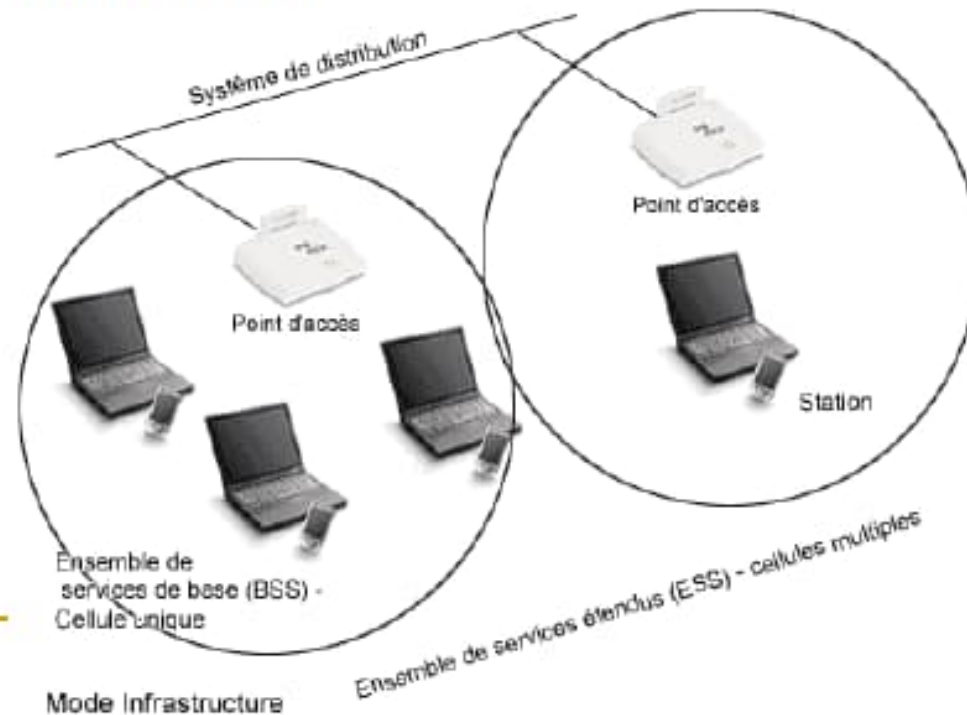 Système de distribution
Point d'accès
Point d'accès
Station
Ensemble de
services de base (BSS) -
Cellule unique
Ensemble de services étendus (ESS) - cellules multiples
Mode Infrastructure